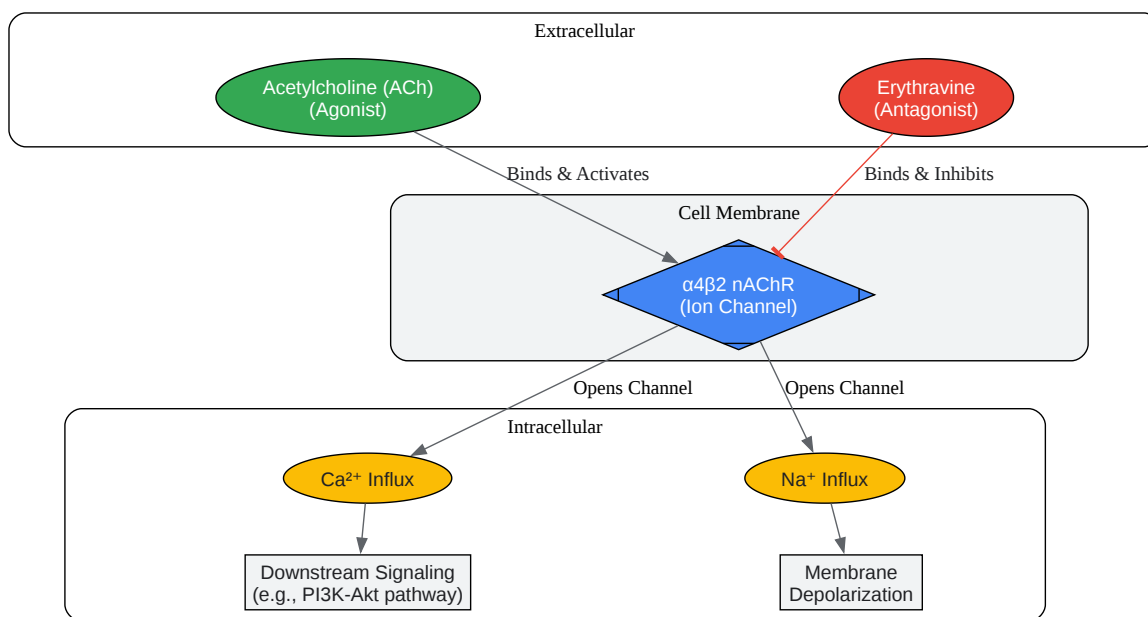 Extracellular
Acetylcholine (ACh)
(Agonist)
Erythravine
(Antagonist)
Binds & Activates
Binds & Inhibits
Cell Membrane
α4β2 nAChR
(Ion Channel)
Opens Channel
Opens Channel
Intracellular
Ca²⁺ Influx
Na⁺ Influx
Downstream Signaling
(e.g., PI3K-Akt pathway)
Membrane
Depolarization